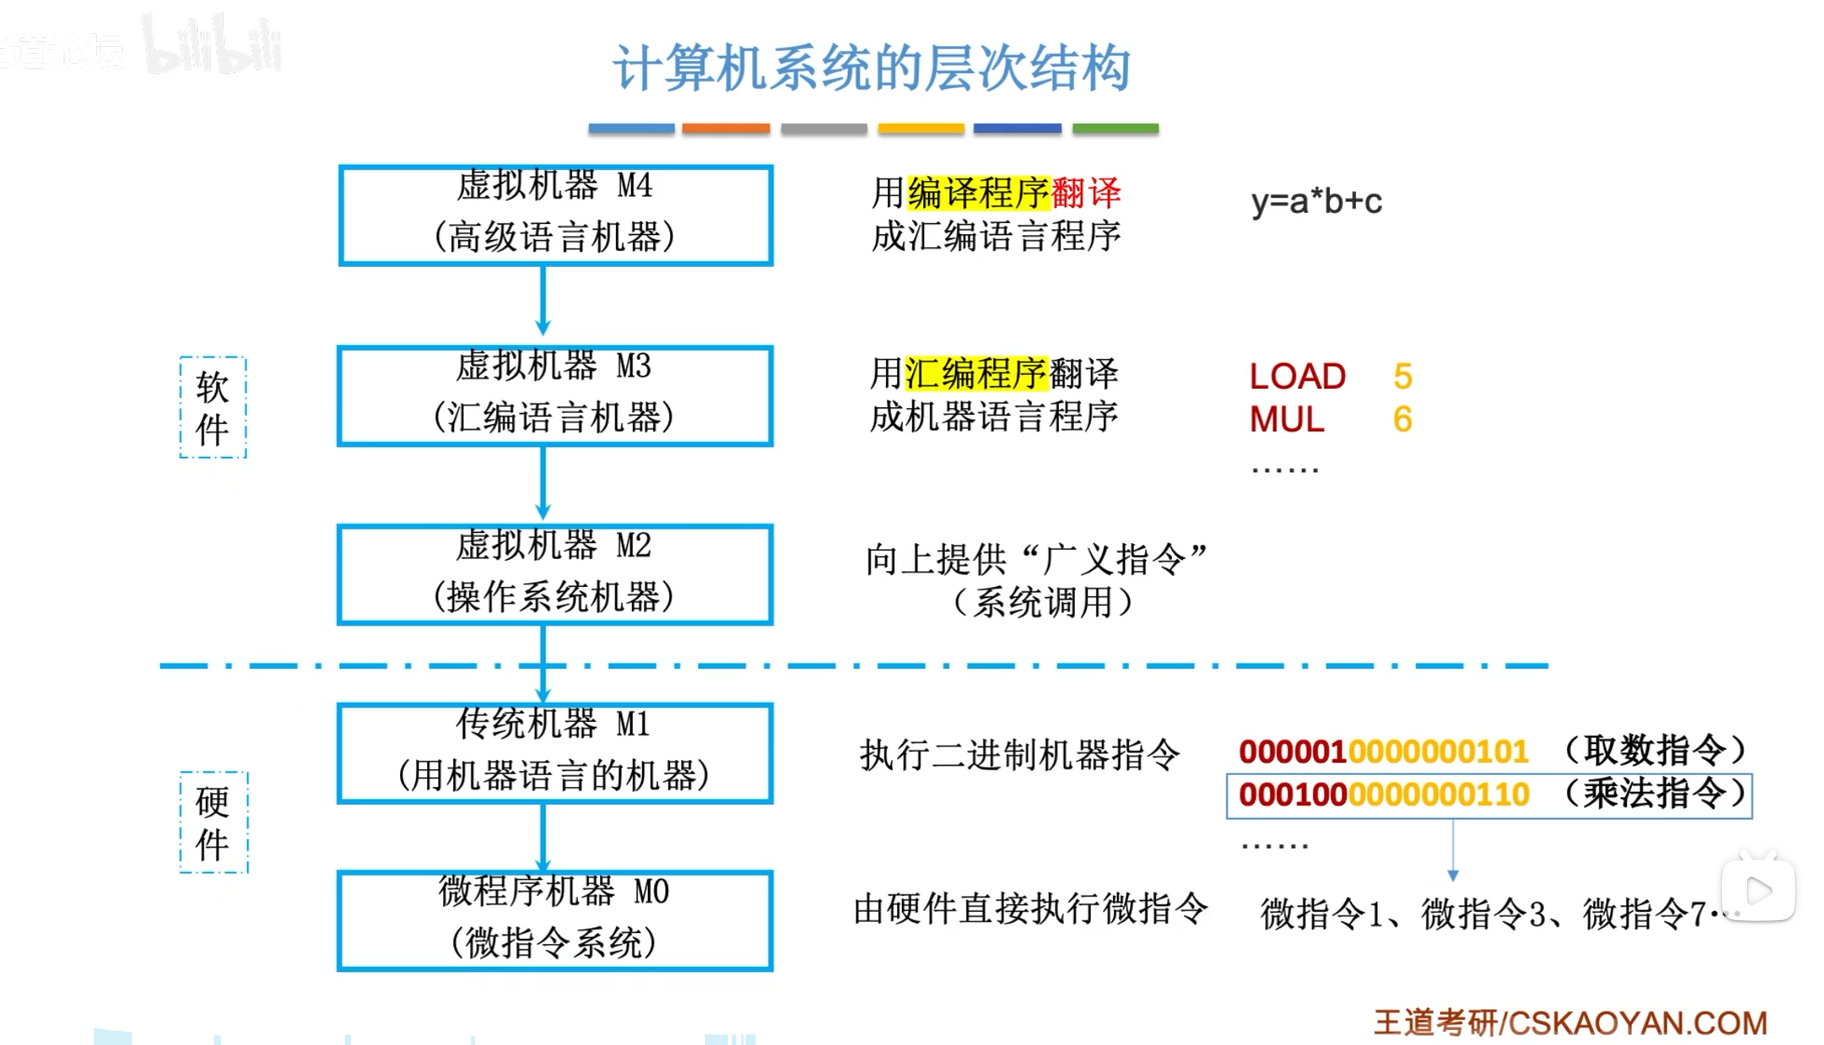 bilibili
计算机系统的层次结构
虚拟机器 M4
(高级语言机器)
用编译程序翻译
成汇编语言程序
y=a*b+c
软
件
虚拟机器 M3
(汇编语言机器)
用汇编程序翻译
成机器语言程序
LOAD 5
MUL 6
……
虚拟机器 M2
(操作系统机器)
向上提供“广义指令”
（系统调用）
硬
件
传统机器 M1
(用机器语言的机器)
执行二进制机器指令
0000010000000101 （取数指令）
0001000000000110 （乘法指令）
……
微程序机器 M0
(微指令系统)
由硬件直接执行微指令
微指令1、微指令3、微指令7…
王道考研/CSKAOYAN.COM